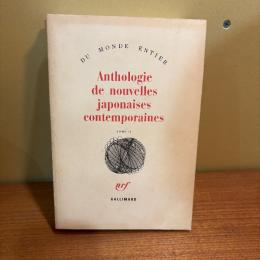 DU MONDE ENTIER
Anthologie
de nouvelles
japonaises
contemporaines
TOME II
nrf
GALLIMARD